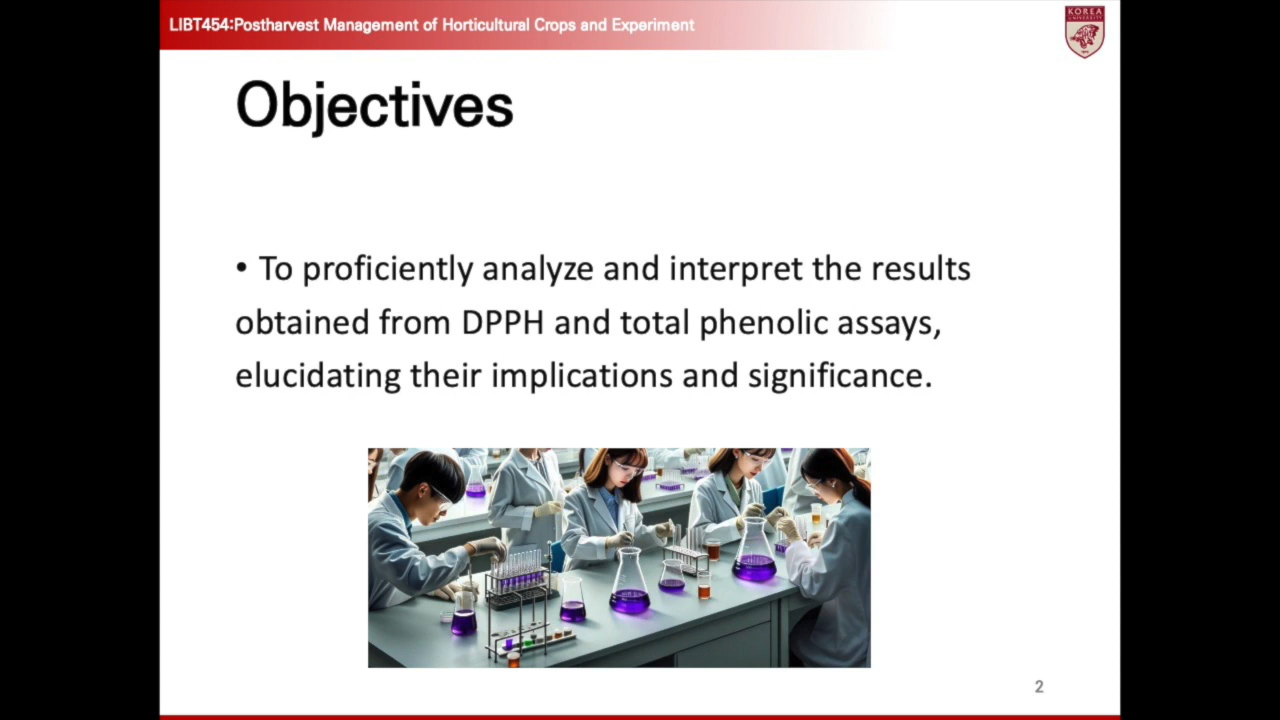 LIBT454:Postharvest Management of Horticultural Crops and Experiment
KOREA
UNIVERSITY
Objectives
• To proficiently analyze and interpret the results
obtained from DPPH and total phenolic assays,
elucidating their implications and significance.
2